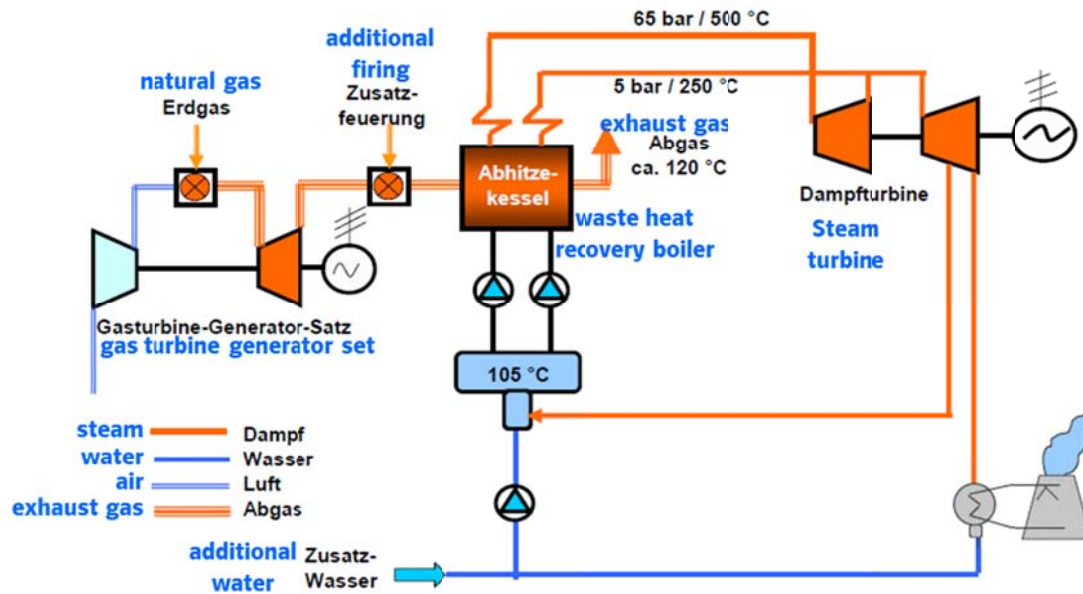 65 bar / 500 °C
additional
firing
Zusatz-
feuerung
natural gas
Erdgas
5 bar / 250 °C
exhaust gas
Abgas
ca. 120 °C
Abhitze-
kessel
waste heat
recovery boiler
Dampfturbine
Steam
turbine
Gasturbine-Generator-Satz
gas turbine generator set
105 °C
steam Dampf
water Wasser
air Luft
exhaust gas Abgas
additional
water
Zusatz-
Wasser